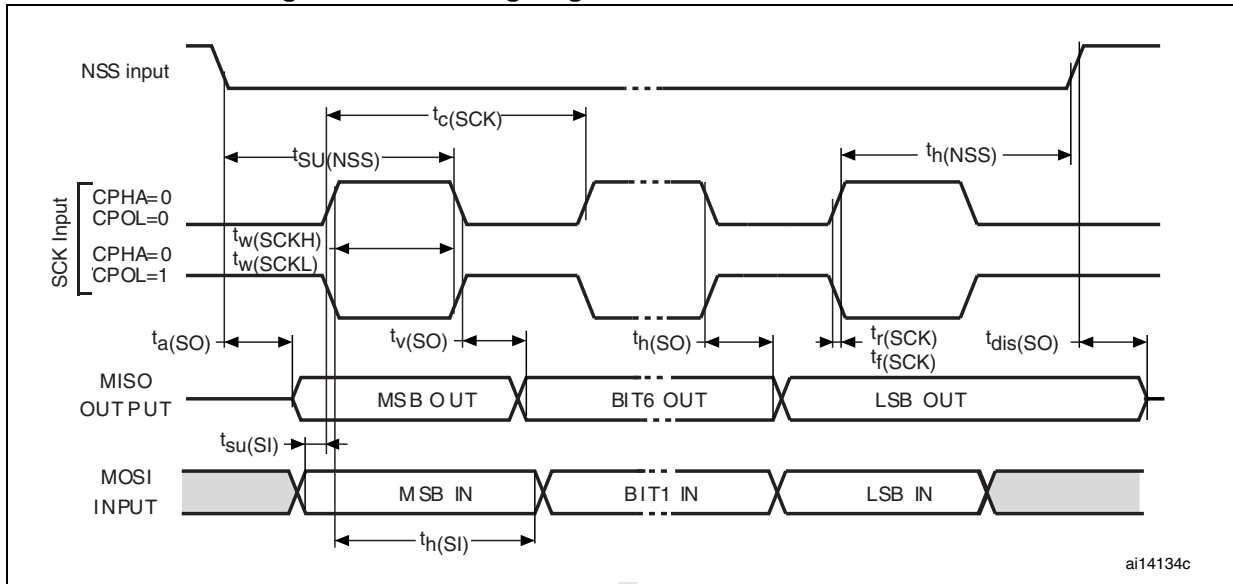 NSS input
tc(SCK)
tSU(NSS)
th(NSS)
SCK Input
CPHA=0
CPOL=0
tw(SCKH)
CPHA=0
tw(SCKL)
CPOL=1
ta(SO)
tv(SO)
th(SO)
tr(SCK)
tf(SCK)
tdis(SO)
MISO
OUTPUT
MSB OUT
BIT6 OUT
LSB OUT
tsu(SI)
MOSI
INPUT
MSB IN
BIT1 IN
LSB IN
th(SI)
ai14134c